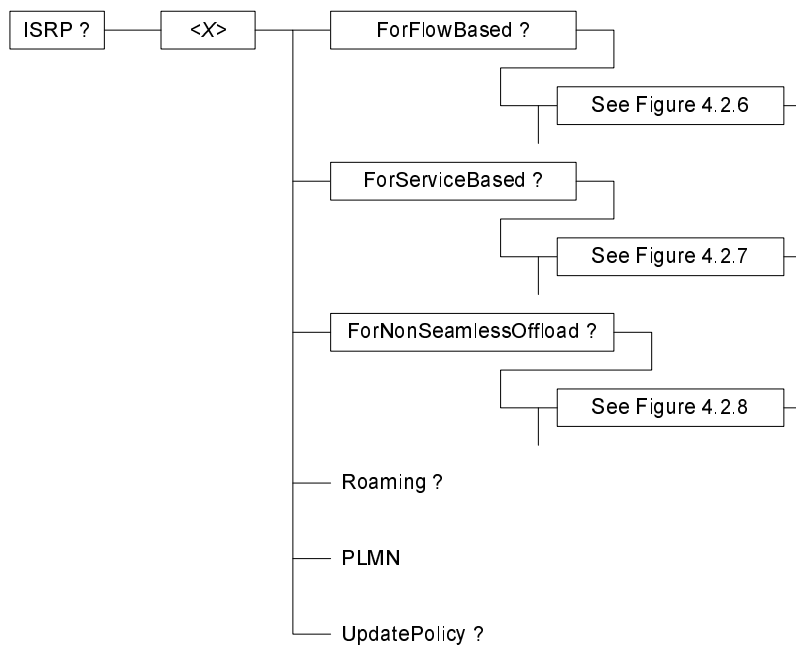 ISRP ?
<X>
ForFlowBased ?
See Figure 4.2.6
ForServiceBased ?
See Figure 4.2.7
ForNonSeamlessOffload ?
See Figure 4.2.8
Roaming ?
PLMN
UpdatePolicy ?